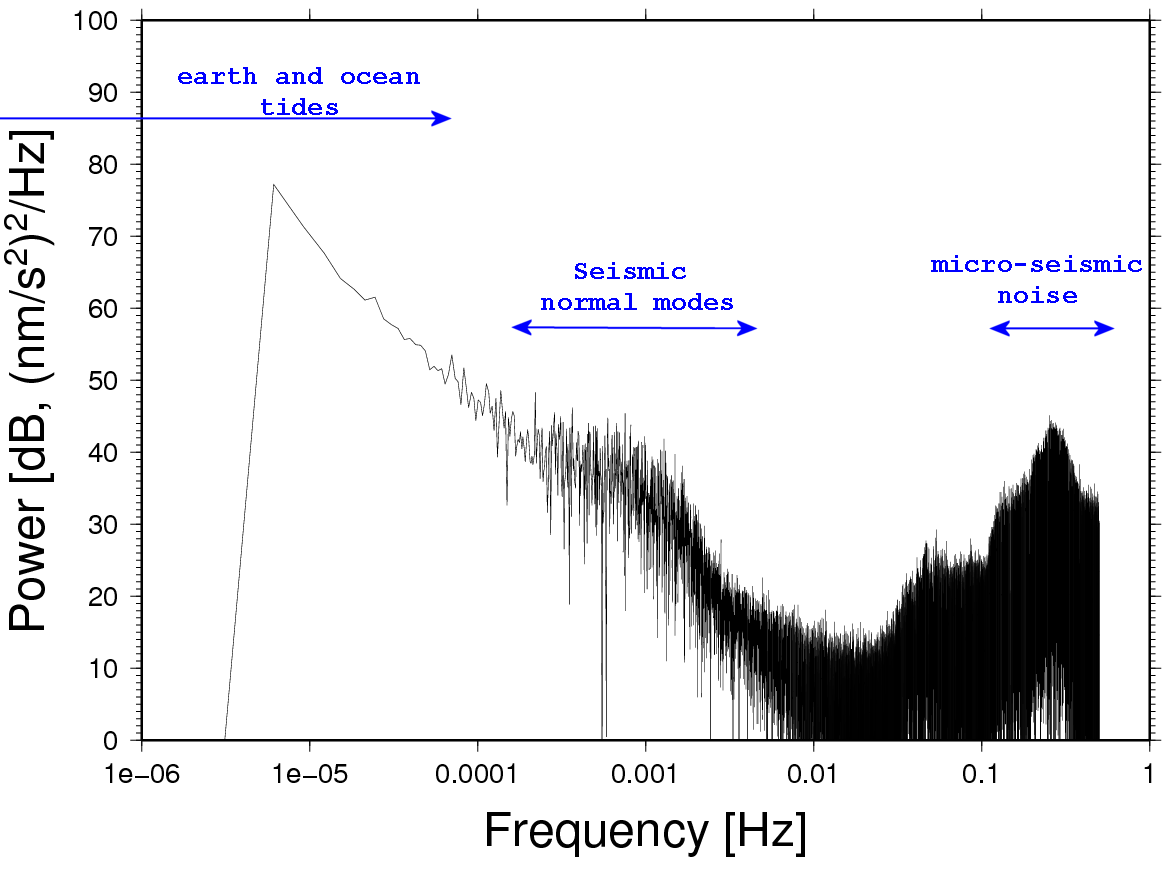 100
90
80
70
60
50
40
30
20
10
0
Power [dB, (nm/s²)²/Hz]
earth and ocean
tides
Seismic
normal modes
micro-seismic
noise
1e−06
1e−05
0.0001
0.001
0.01
0.1
1
Frequency [Hz]